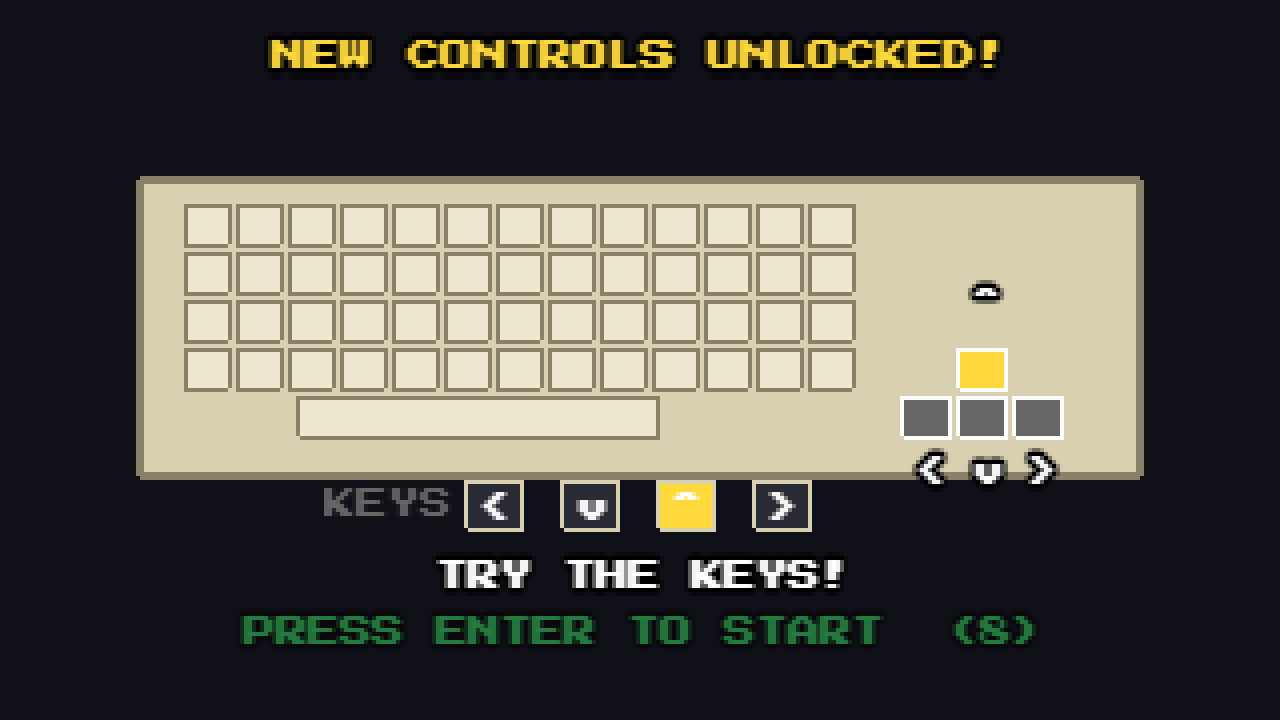 NEW CONTROLS UNLOCKED!
^
< v >
KEYS < v ^ >
TRY THE KEYS!
PRESS ENTER TO START (8)